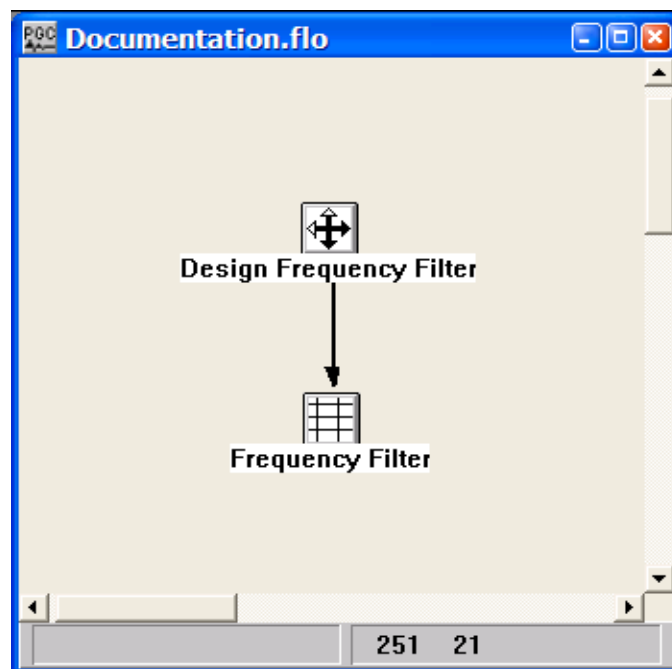 PGC Documentation.flo
Design Frequency Filter
Frequency Filter
251 21